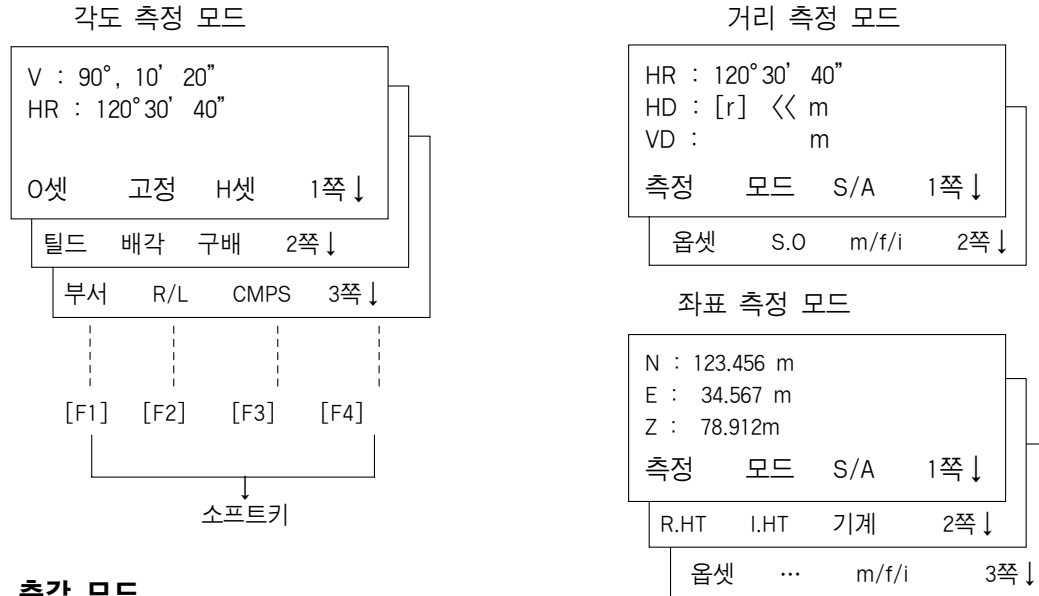 각도 측정 모드
V : 90°, 10′ 20″
HR : 120°30′ 40″
0셋 고정 H셋 1쪽↓
틸드 배각 구배 2쪽↓
부서 R/L CMPS 3쪽↓
[F1] [F2] [F3] [F4]
소프트키
측각 모드
거리 측정 모드
HR : 120°30′ 40″
HD : [r] 《 m
VD : m
측정 모드 S/A 1쪽↓
옵셋 S.O m/f/i 2쪽↓
좌표 측정 모드
N : 123.456 m
E : 34.567 m
Z : 78.912m
측정 모드 S/A 1쪽↓
R.HT I.HT 기계 2쪽↓
옵셋 … m/f/i 3쪽↓